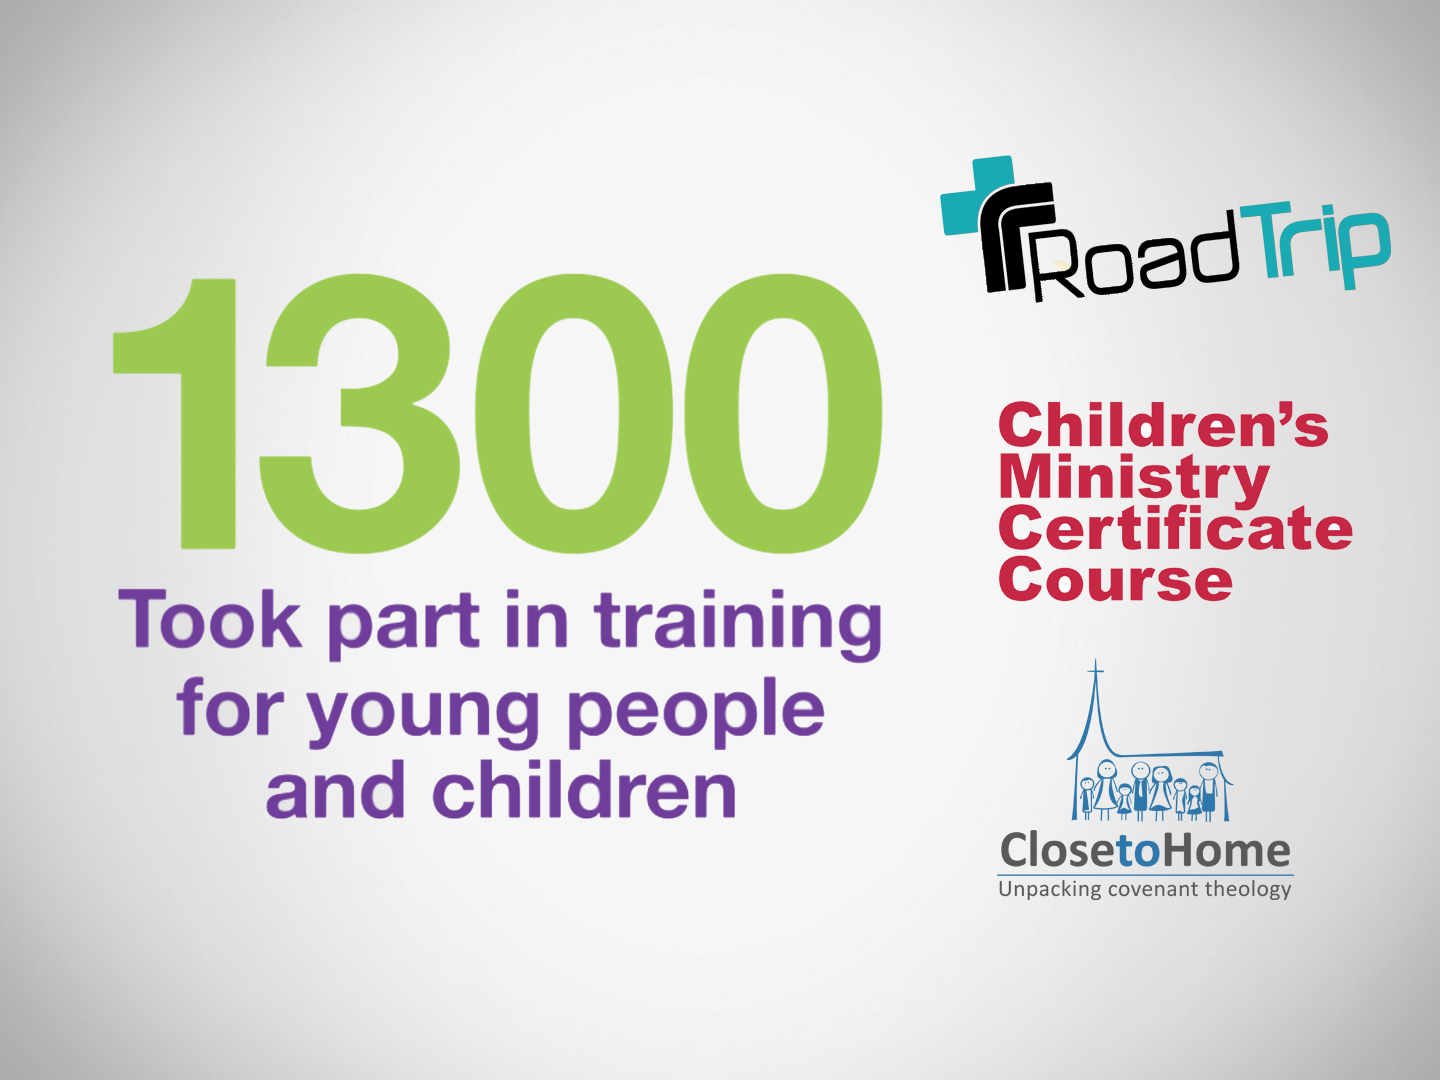 1300
Took part in training
for young people
and children
RoadTrip
Children’s
Ministry
Certificate
Course
ClosetoHome
Unpacking covenant theology